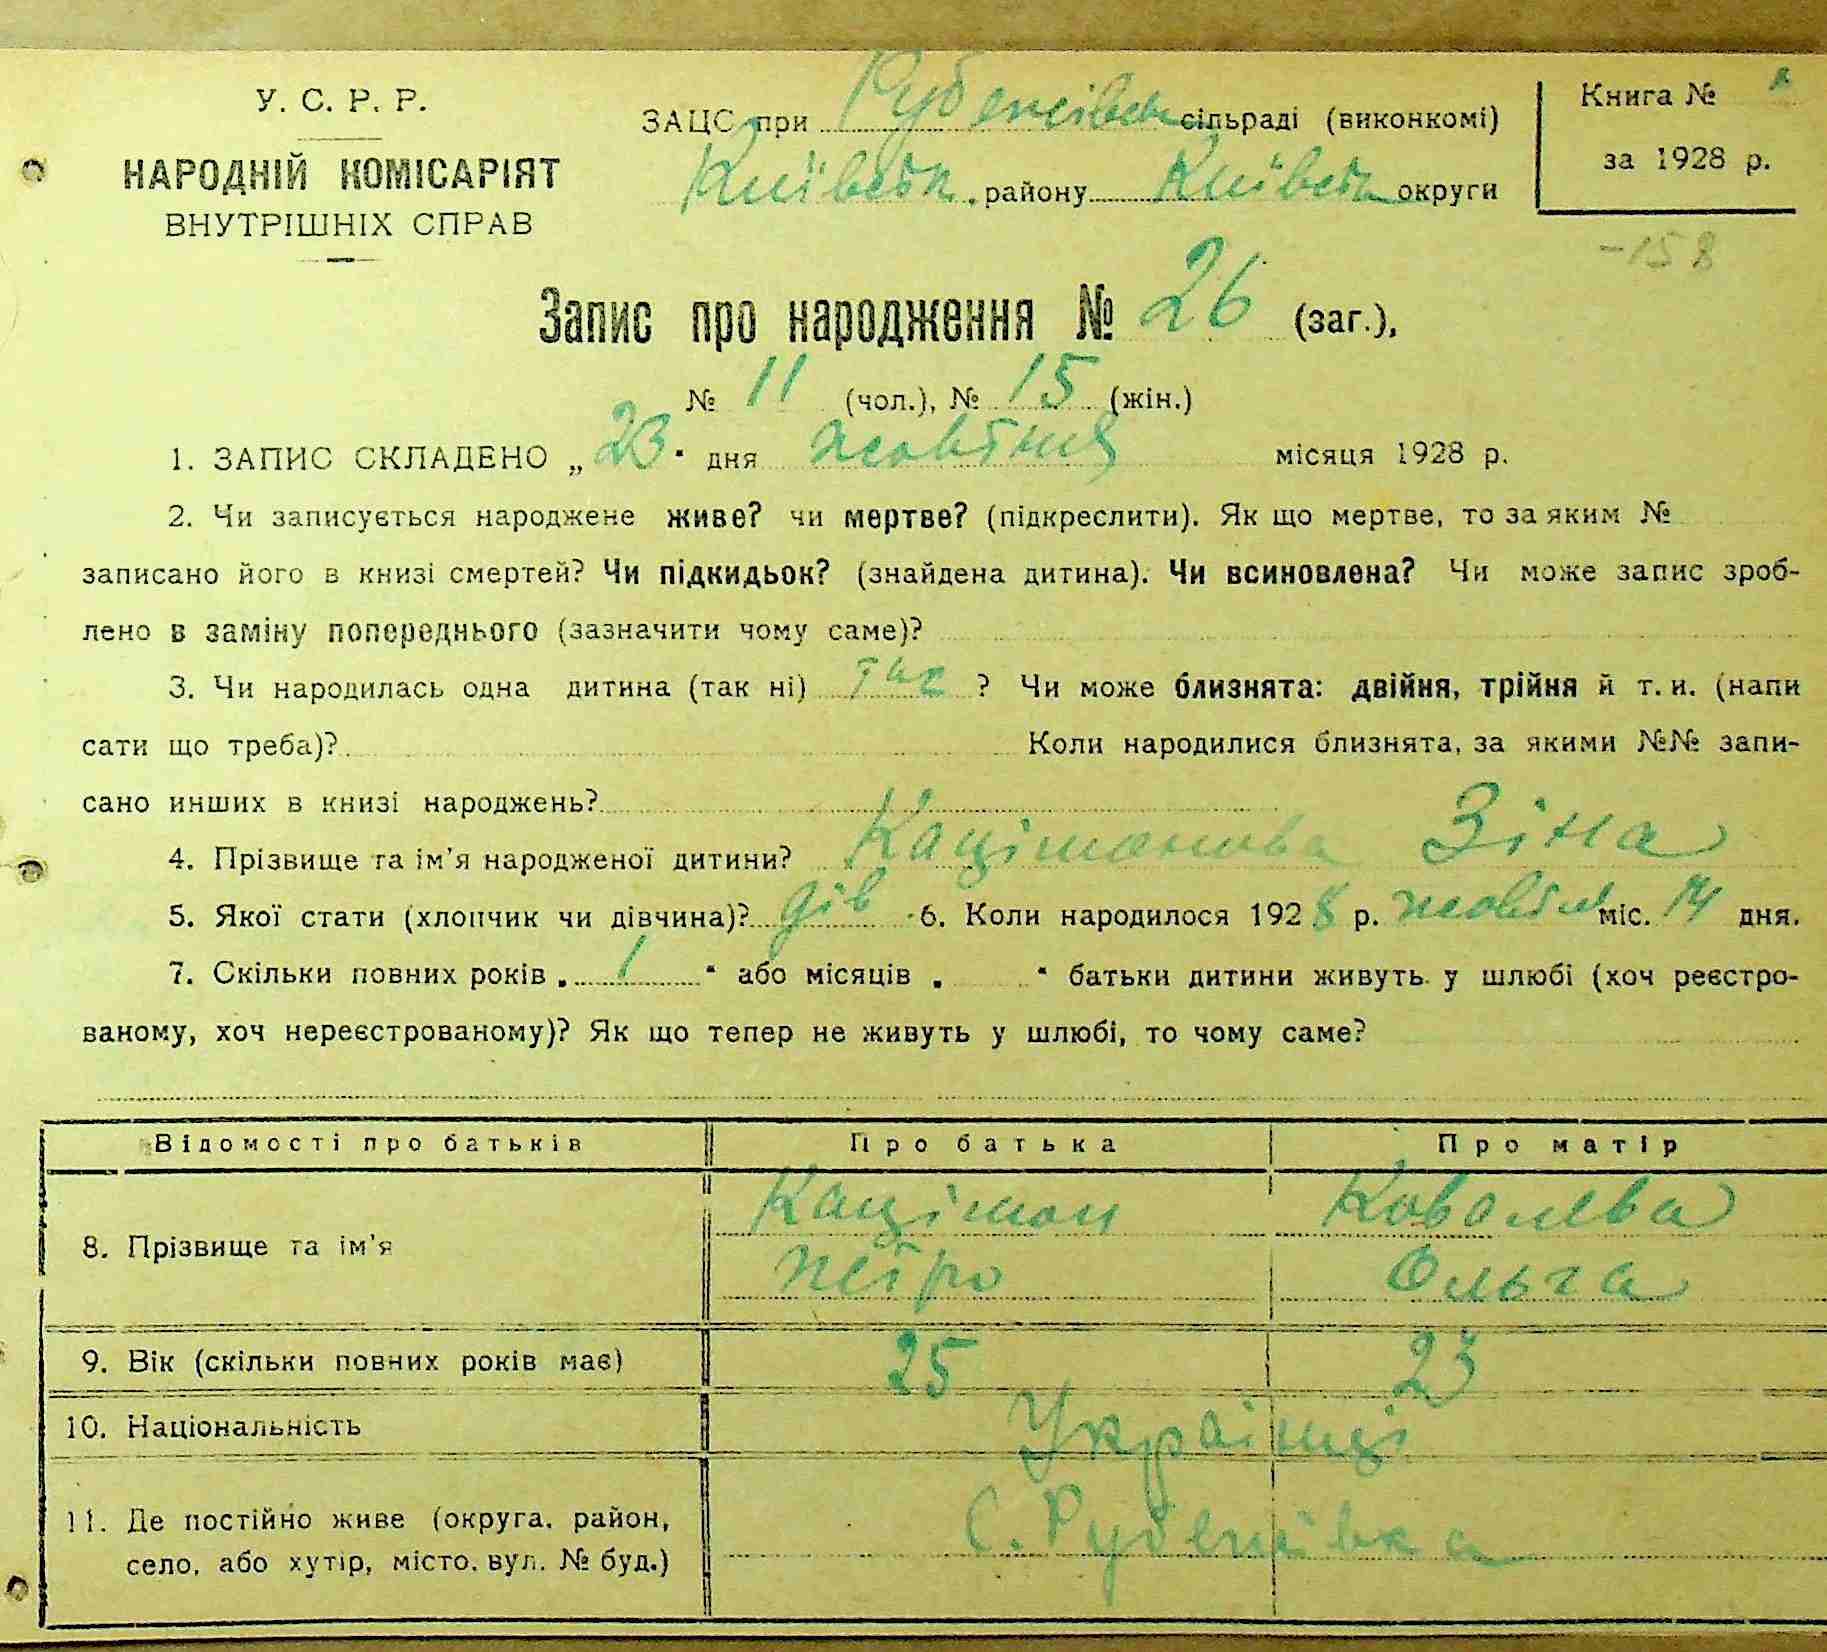 У. С. Р. Р.
НАРОДНІЙ КОМІСАРІЯТ
ВНУТРІШНІХ СПРАВ
ЗАЦС при Рубежівськ сільраді (виконкомі)
Київськ. району Київськ округи
Книга №
за 1928 р.
-158
Запис про народження № 26 (заг.),
№ 11 (чол.), № 15 (жін.)
1. ЗАПИС СКЛАДЕНО „23“ дня жовтня місяця 1928 р.
2. Чи записується народжене живе? чи мертве? (підкреслити). Як що мертве, то за яким №
записано його в книзі смертей? Чи підкидьок? (знайдена дитина). Чи всиновлена? Чи може запис зроб-
лено в заміну попереднього (зазначити чому саме)?
3. Чи народилась одна дитина (так ні) так ? Чи може близнята: двійня, трійня й т. и. (напи
сати що треба)? Коли народилися близнята, за якими №№ запи-
сано инших в книзі народжень?
4. Прізвище та ім'я народженої дитини? Кацімонова Зіна
5. Якої стати (хлопчик чи дівчина)? дів 6. Коли народилося 1928 р. жовтня міс. 14 дня.
7. Скільки повних років „ 1 “ або місяців „ “ батьки дитини живуть у шлюбі (хоч реєстро-
ваному, хоч нереєстрованому)? Як що тепер не живуть у шлюбі, то чому саме?
Відомості про батьків Про батька Про матір
8. Прізвище та ім'я Кацімон Ковалева
Петро Ольга
9. Вік (скільки повних років має) 25 23
10. Національність Українці
11. Де постійно живе (округа, район,
село, або хутір, місто, вул. № буд.) С. Рубежівка